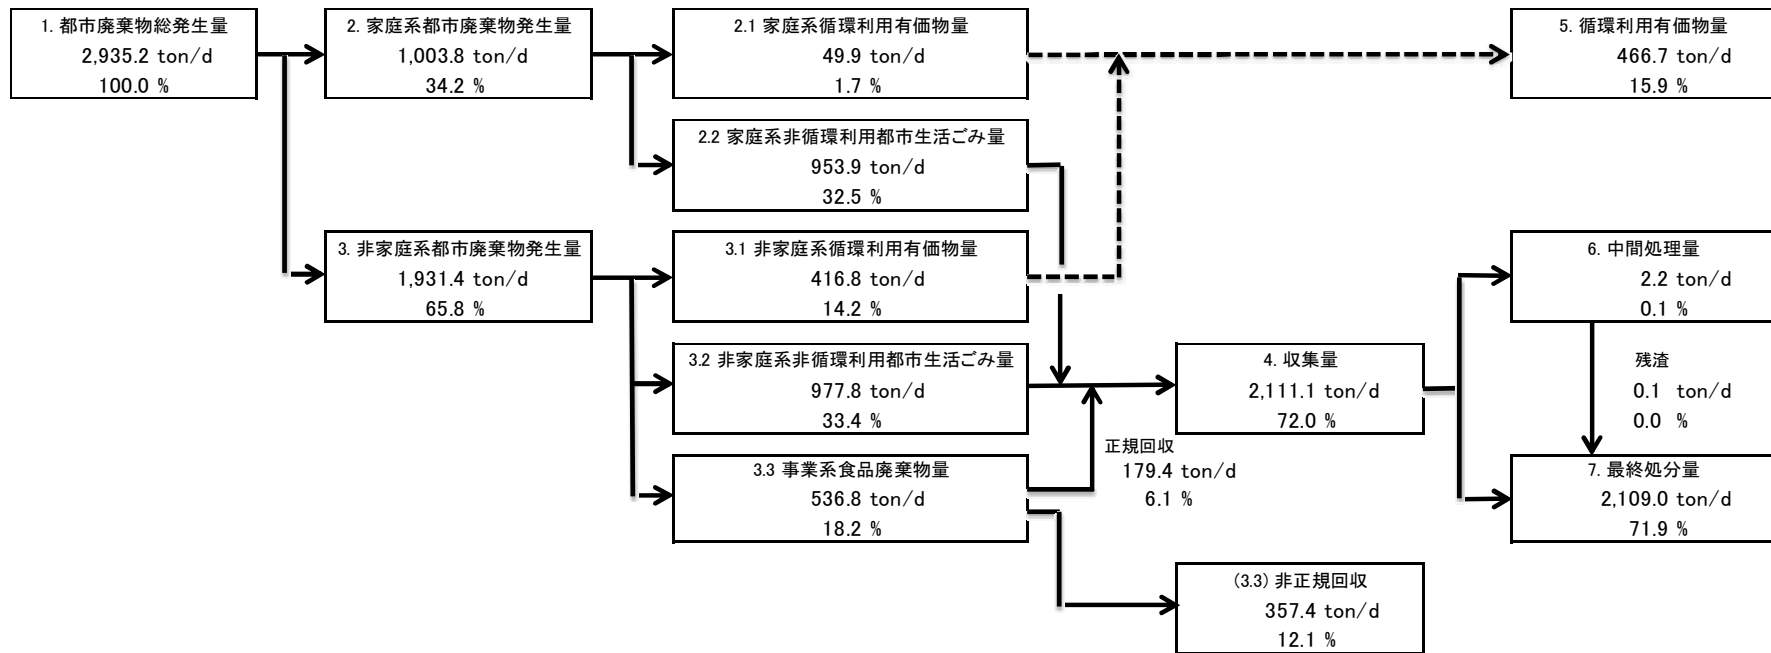 1. 都市廃棄物総発生量
2,935.2 ton/d
100.0 %
2. 家庭系都市廃棄物発生量
1,003.8 ton/d
34.2 %
2.1 家庭系循環利用有価物量
49.9 ton/d
1.7 %
5. 循環利用有価物量
466.7 ton/d
15.9 %
2.2 家庭系非循環利用都市生活ごみ量
953.9 ton/d
32.5 %
3. 非家庭系都市廃棄物発生量
1,931.4 ton/d
65.8 %
3.1 非家庭系循環利用有価物量
416.8 ton/d
14.2 %
6. 中間処理量
2.2 ton/d
0.1 %
3.2 非家庭系非循環利用都市生活ごみ量
977.8 ton/d
33.4 %
4. 収集量
2,111.1 ton/d
72.0 %
残渣
0.1 ton/d
0.0 %
正規回収
179.4 ton/d
6.1 %
3.3 事業系食品廃棄物量
536.8 ton/d
18.2 %
7. 最終処分量
2,109.0 ton/d
71.9 %
(3.3) 非正規回収
357.4 ton/d
12.1 %